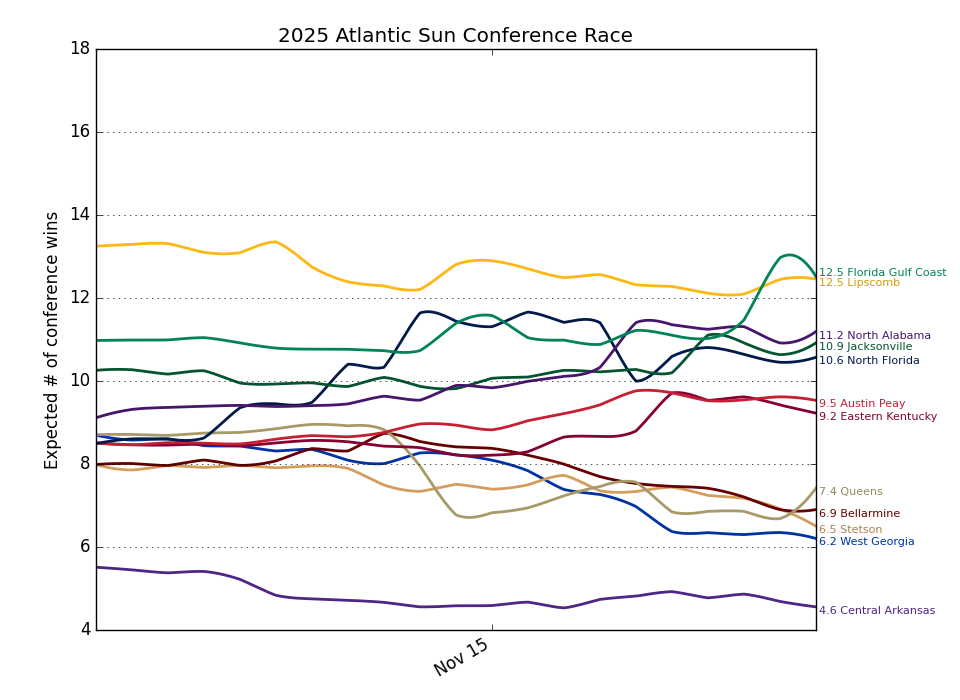 2025 Atlantic Sun Conference Race
Expected # of conference wins
18
16
14
12
10
8
6
4
Nov 15
12.5 Florida Gulf Coast
12.5 Lipscomb
11.2 North Alabama
10.9 Jacksonville
10.6 North Florida
9.5 Austin Peay
9.2 Eastern Kentucky
7.4 Queens
6.9 Bellarmine
6.5 Stetson
6.2 West Georgia
4.6 Central Arkansas